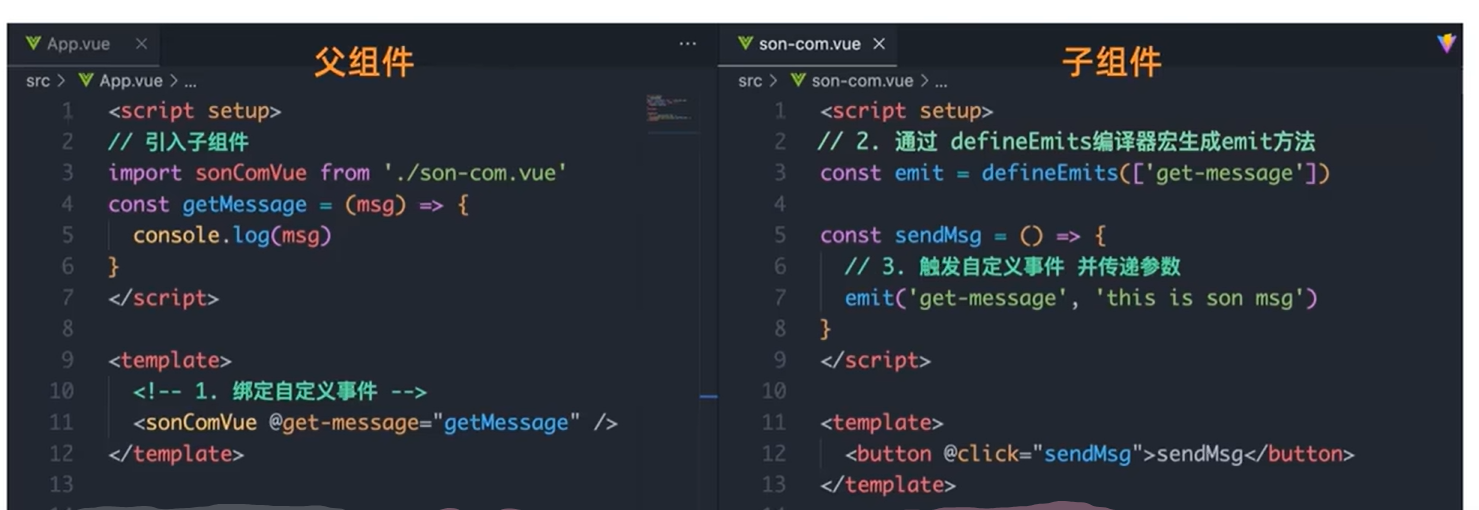 App.vue
父组件
src > App.vue > ...
1 <script setup>
2 // 引入子组件
3 import sonComVue from './son-com.vue'
4 const getMessage = (msg) => {
5 console.log(msg)
6 }
7 </script>
8
9 <template>
10 <!-- 1. 绑定自定义事件 -->
11 <sonComVue @get-message="getMessage" />
12 </template>
13
son-com.vue
子组件
src > son-com.vue > ...
1 <script setup>
2 // 2. 通过 defineEmits编译器宏生成emit方法
3 const emit = defineEmits(['get-message'])
4
5 const sendMsg = () => {
6 // 3. 触发自定义事件 并传递参数
7 emit('get-message', 'this is son msg')
8 }
9 </script>
10
11 <template>
12 <button @click="sendMsg">sendMsg</button>
13 </template>